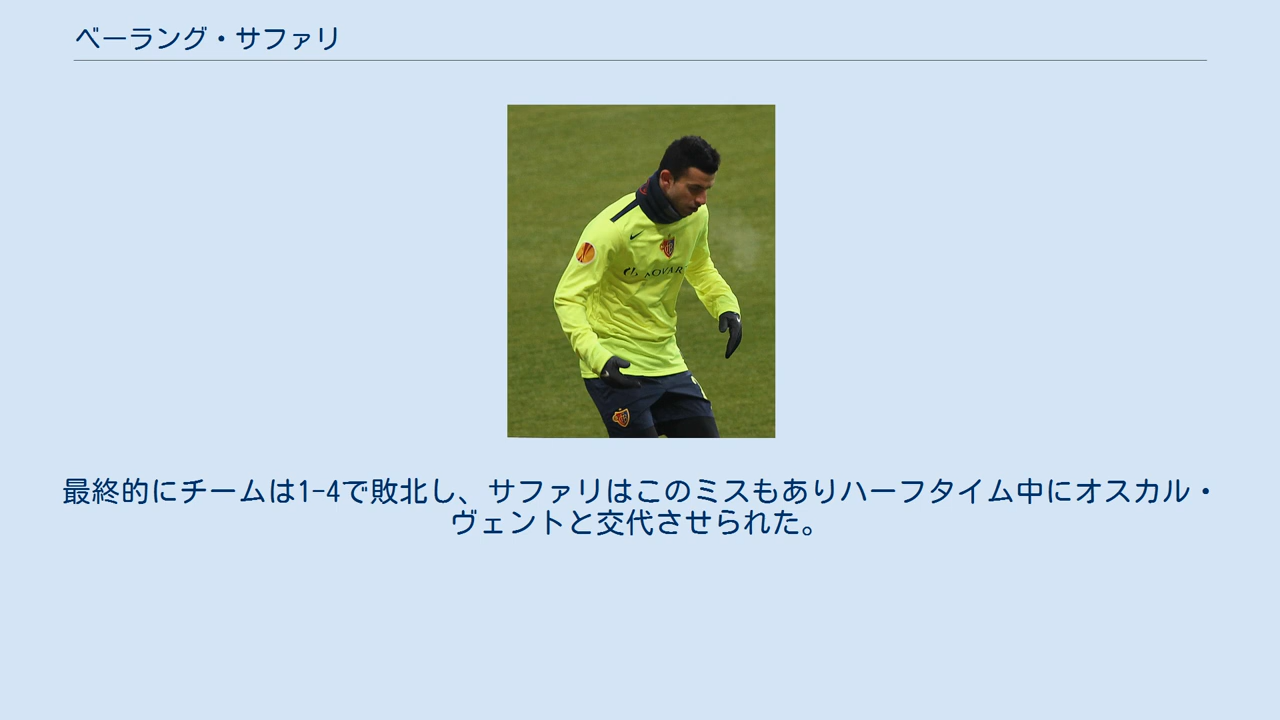 ベーラング・サファリ
最終的にチームは1-4で敗北し、サファリはこのミスもありハーフタイム中にオスカル・
ヴェントと交代させられた。